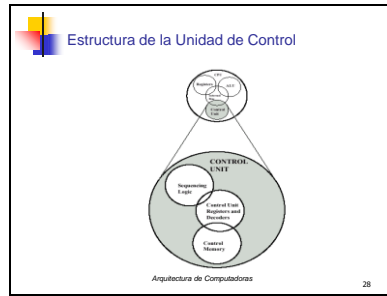 Estructura de la Unidad de Control
CPU
Registers
ALU
Control
Unit
CONTROL
UNIT
Sequencing
Logic
Control Unit
Registers and
Decoders
Control
Memory
Arquitectura de Computadoras
28